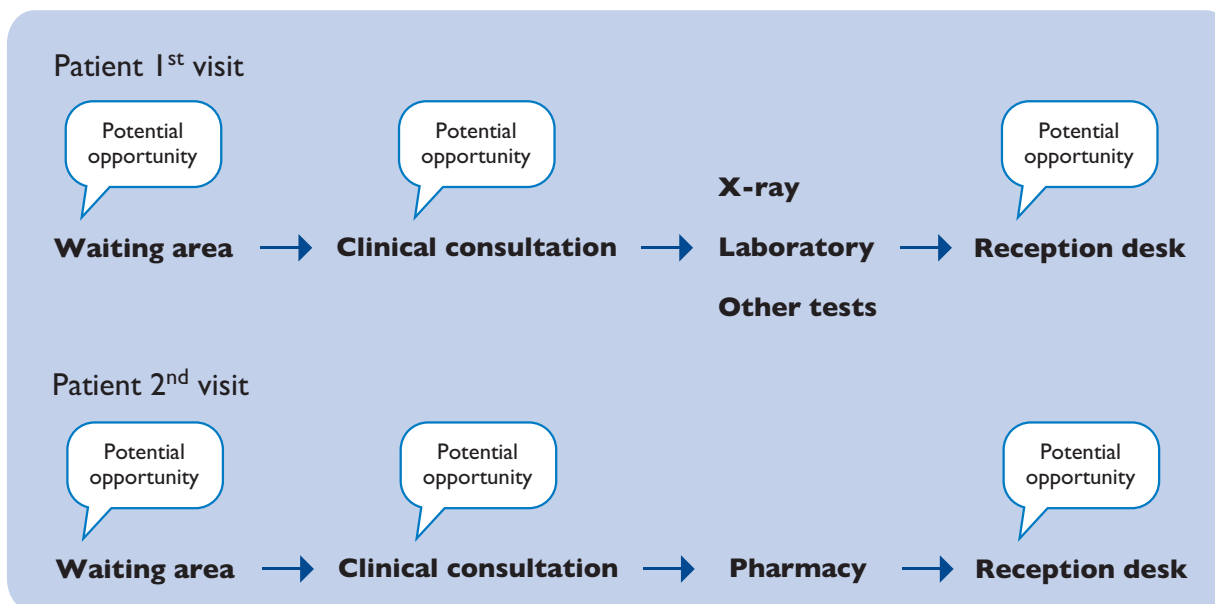 Patient 1st visit
Potential
opportunity
Potential
opportunity
Potential
opportunity
X-ray
Waiting area
Clinical consultation
Laboratory
Reception desk
Other tests
Patient 2nd visit
Potential
opportunity
Potential
opportunity
Potential
opportunity
Waiting area
Clinical consultation
Pharmacy
Reception desk